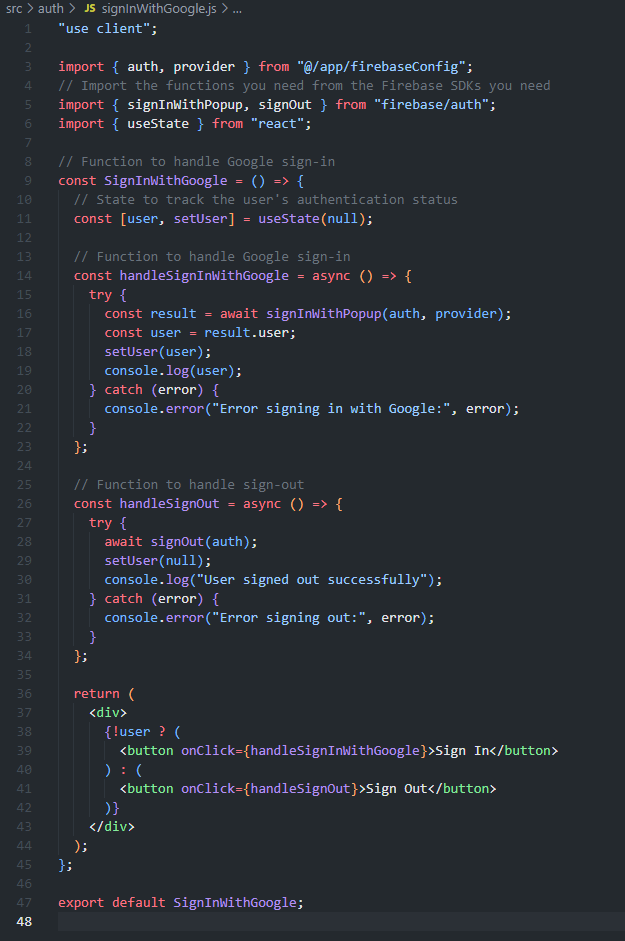 src > auth > JS signInWithGoogle.js > ...
1 "use client";
2
3 import { auth, provider } from "@/app/firebaseConfig";
4 // Import the functions you need from the Firebase SDKs you need
5 import { signInWithPopup, signOut } from "firebase/auth";
6 import { useState } from "react";
7
8 // Function to handle Google sign-in
9 const SignInWithGoogle = () => {
10   // State to track the user's authentication status
11   const [user, setUser] = useState(null);
12
13   // Function to handle Google sign-in
14   const handleSignInWithGoogle = async () => {
15     try {
16       const result = await signInWithPopup(auth, provider);
17       const user = result.user;
18       setUser(user);
19       console.log(user);
20     } catch (error) {
21       console.error("Error signing in with Google:", error);
22     }
23   };
24
25   // Function to handle sign-out
26   const handleSignOut = async () => {
27     try {
28       await signOut(auth);
29       setUser(null);
30       console.log("User signed out successfully");
31     } catch (error) {
32       console.error("Error signing out:", error);
33     }
34   };
35
36   return (
37     <div>
38       {!user ? (
39         <button onClick={handleSignInWithGoogle}>Sign In</button>
40       ) : (
41         <button onClick={handleSignOut}>Sign Out</button>
42       )}
43     </div>
44   );
45 };
46
47 export default SignInWithGoogle;
48